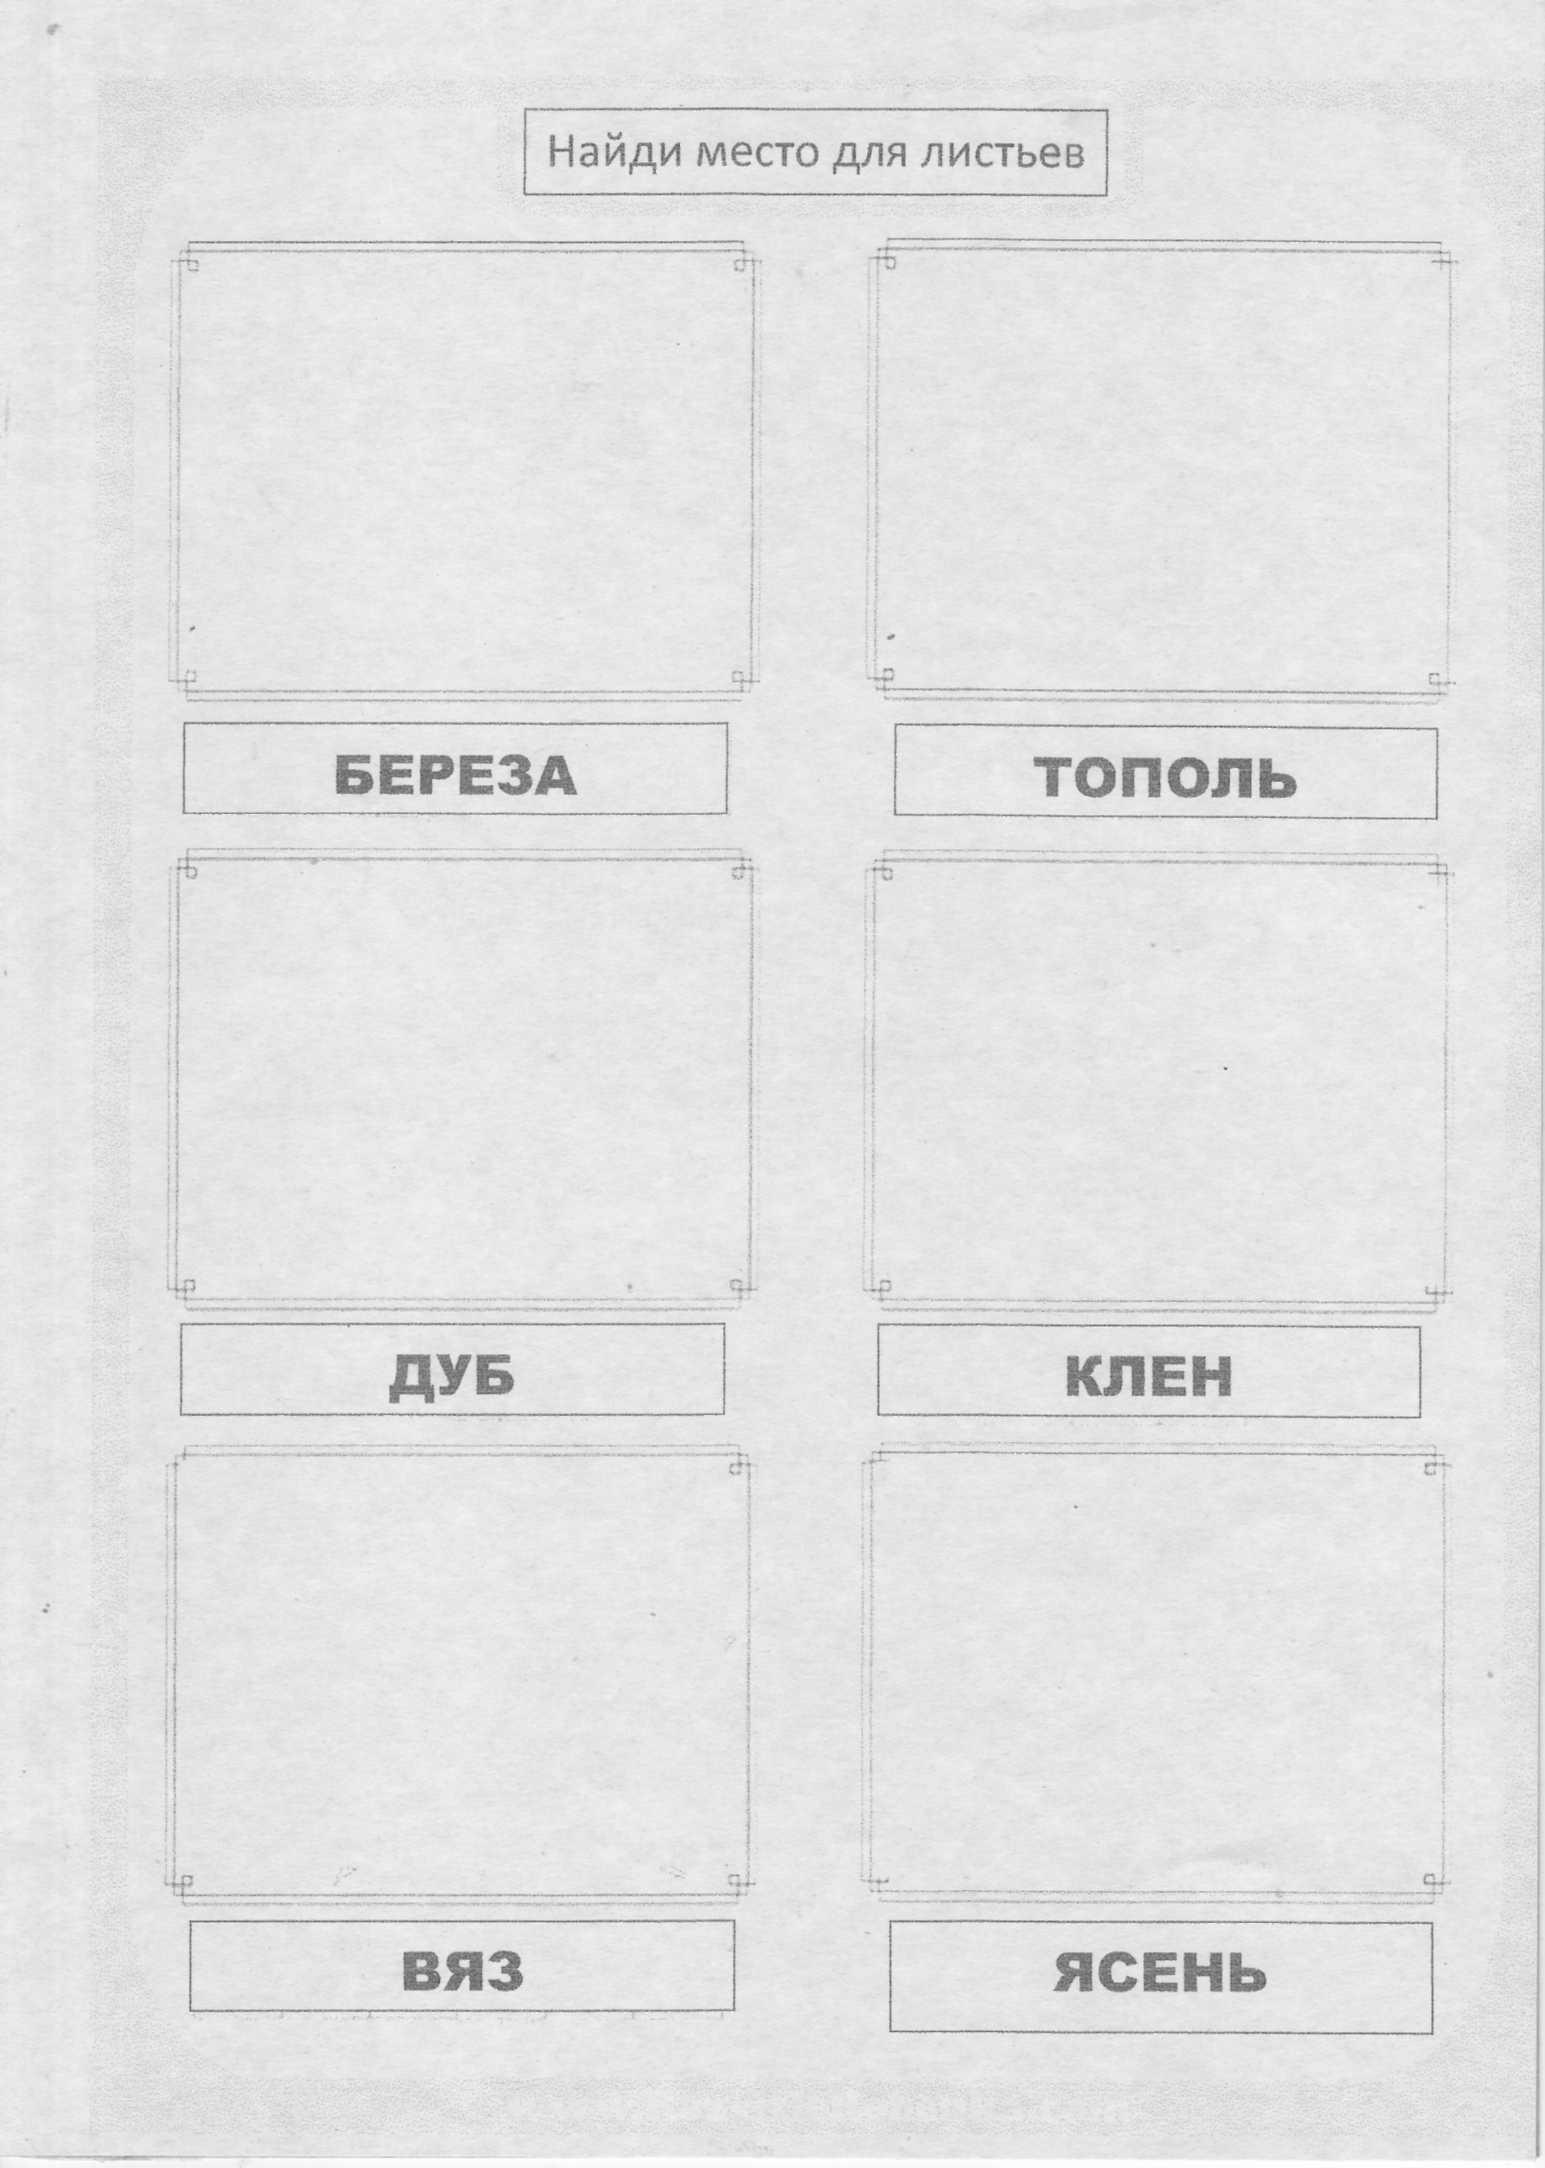 Найди место для листьев
БЕРЕЗА
ТОПОЛЬ
ДУБ
КЛЕН
ВЯЗ
ЯСЕНЬ